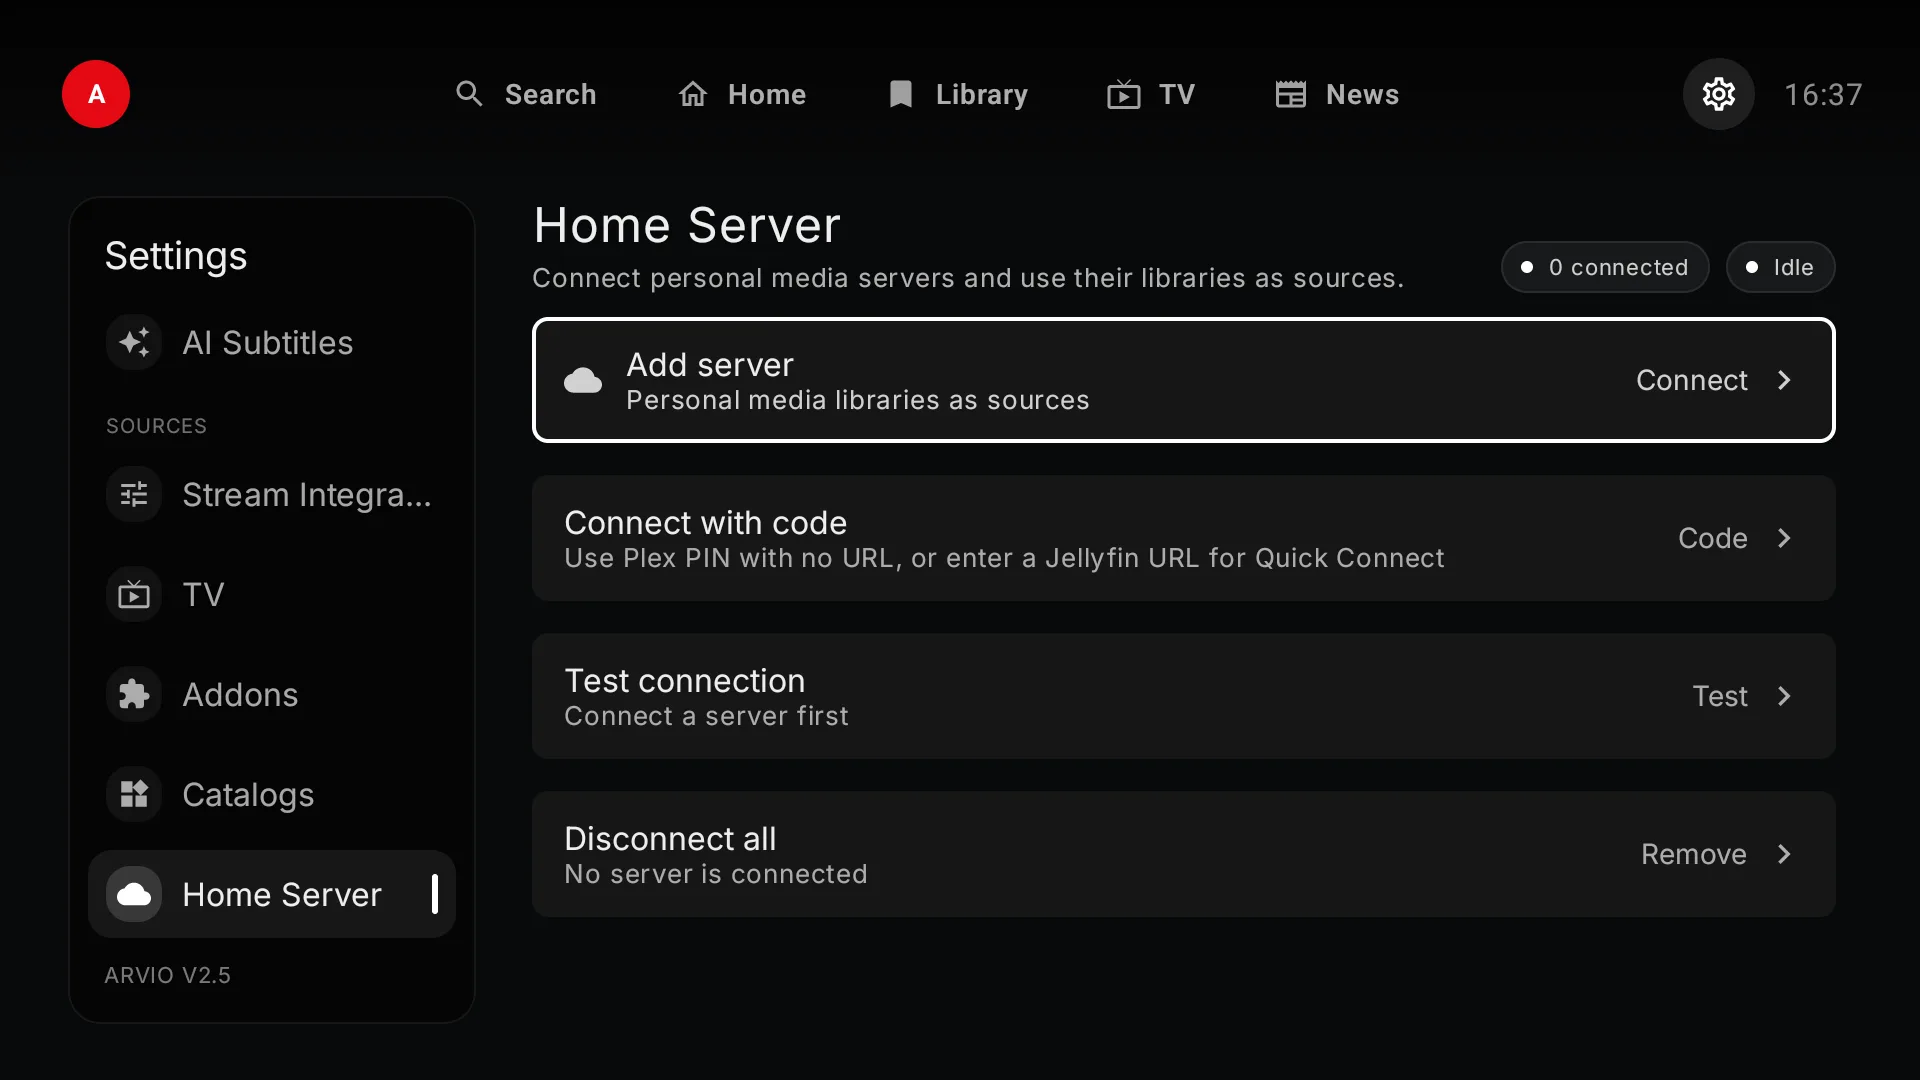 A
Search
Home
Library
TV
News
16:37
Settings
AI Subtitles
SOURCES
Stream Integra...
TV
Addons
Catalogs
Home Server
ARVIO V2.5
Home Server
Connect personal media servers and use their libraries as sources.
0 connected
Idle
Add server
Personal media libraries as sources
Connect
Connect with code
Use Plex PIN with no URL, or enter a Jellyfin URL for Quick Connect
Code
Test connection
Connect a server first
Test
Disconnect all
No server is connected
Remove